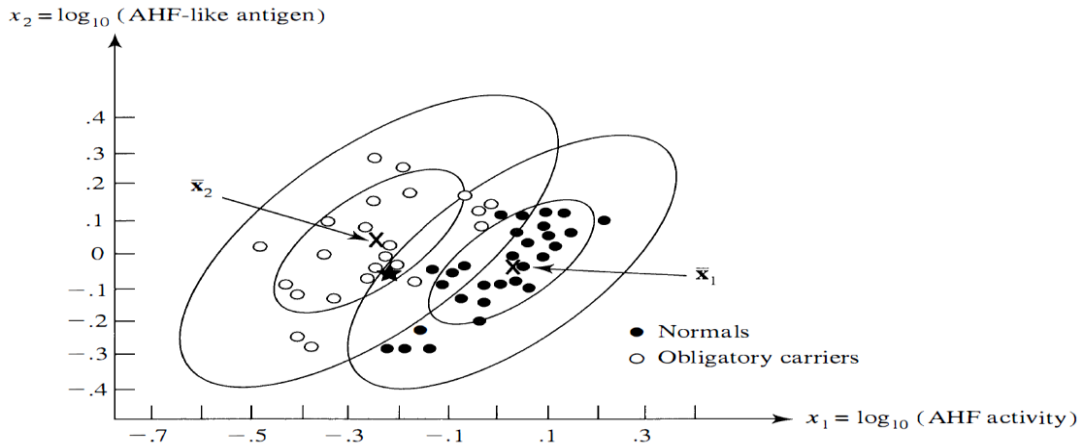 x₂ = log₁₀ (AHF-like antigen)
.4
.3
.2
.1
0
−.1
−.2
−.3
−.4
x̄₂
x̄₁
● Normals
○ Obligatory carriers
−.7 −.5 −.3 −.1 .1 .3
x₁ = log₁₀ (AHF activity)